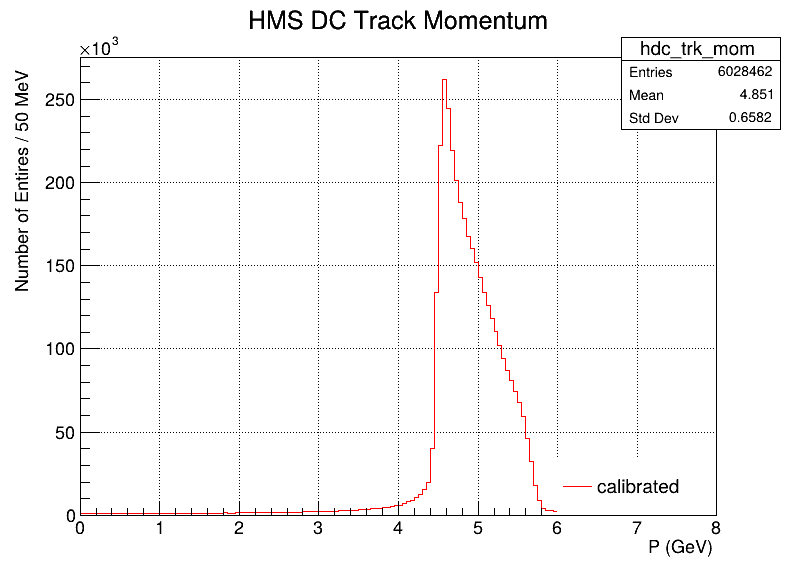 HMS DC Track Momentum
×10³
hdc_trk_mom
Entries 6028462
Mean 4.851
Std Dev 0.6582
Number of Entires / 50 MeV
250
200
150
100
50
0
calibrated
0 1 2 3 4 5 6 7 8
P (GeV)